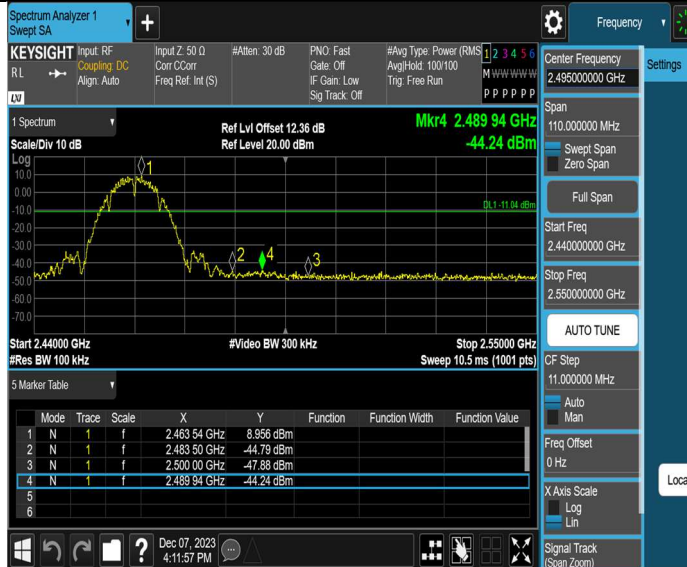 Spectrum Analyzer 1
Swept SA
Frequency
KEYSIGHT
RL
LXI
Input: RF
Coupling: DC
Align: Auto
Input Z: 50 Ω
Corr CCorr
Freq Ref: Int (S)
#Atten: 30 dB
PNO: Fast
Gate: Off
IF Gain: Low
Sig Track: Off
#Avg Type: Power (RMS
Avg|Hold: 100/100
Trig: Free Run
1 2 3 4 5 6
M W W W W W
P P P P P P
1 Spectrum
Scale/Div 10 dB
Ref Lvl Offset 12.36 dB
Ref Level 20.00 dBm
Mkr4 2.489 94 GHz
-44.24 dBm
Log
10.0
0.00
-10.0
-20.0
-30.0
-40.0
-50.0
-60.0
-70.0
1
2
4
3
DL1 -11.04 dBm
Start 2.44000 GHz
#Res BW 100 kHz
#Video BW 300 kHz
Stop 2.55000 GHz
Sweep 10.5 ms (1001 pts)
5 Marker Table
Mode Trace Scale X Y Function Function Width Function Value
1 N 1 f 2.463 54 GHz 8.956 dBm
2 N 1 f 2.483 50 GHz -44.79 dBm
3 N 1 f 2.500 00 GHz -47.88 dBm
4 N 1 f 2.489 94 GHz -44.24 dBm
5
6
?
Dec 07, 2023
4:11:57 PM
Center Frequency
2.495000000 GHz
Span
110.000000 MHz
Swept Span
Zero Span
Full Span
Start Freq
2.440000000 GHz
Stop Freq
2.550000000 GHz
AUTO TUNE
CF Step
11.000000 MHz
Auto
Man
Freq Offset
0 Hz
X Axis Scale
Log
Lin
Signal Track
(Span Zoom)
Settings
Loca